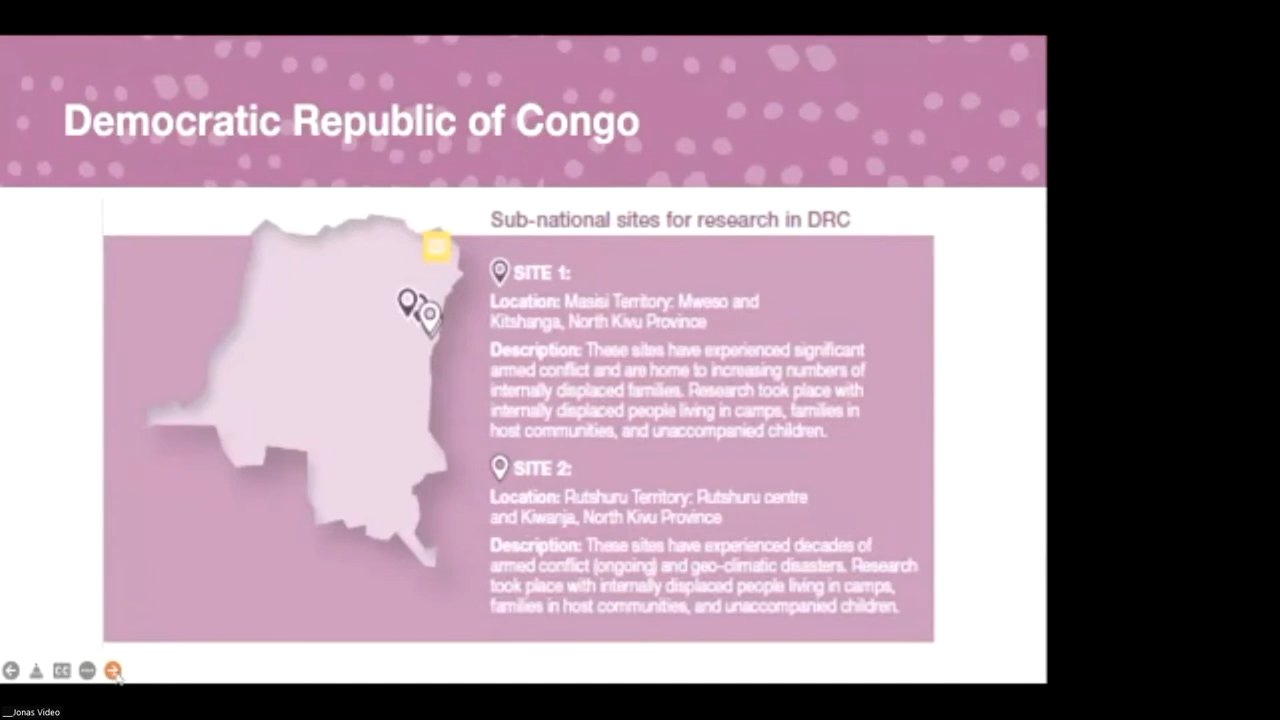 Democratic Republic of Congo
Sub-national sites for research in DRC
SITE 1:
Location: Masisi Territory: Mweso and
Kitshanga, North Kivu Province
Description: These sites have experienced significant
armed conflict and are home to increasing numbers of
internally displaced families. Research took place with
internally displaced people living in camps, families in
host communities, and unaccompanied children.
SITE 2:
Location: Rutshuru Territory: Rutshuru centre
and Kiwanja, North Kivu Province
Description: These sites have experienced decades of
armed conflict (ongoing) and geo-climatic disasters. Research
took place with internally displaced people living in camps,
families in host communities, and unaccompanied children.
CC
__Jonas Video